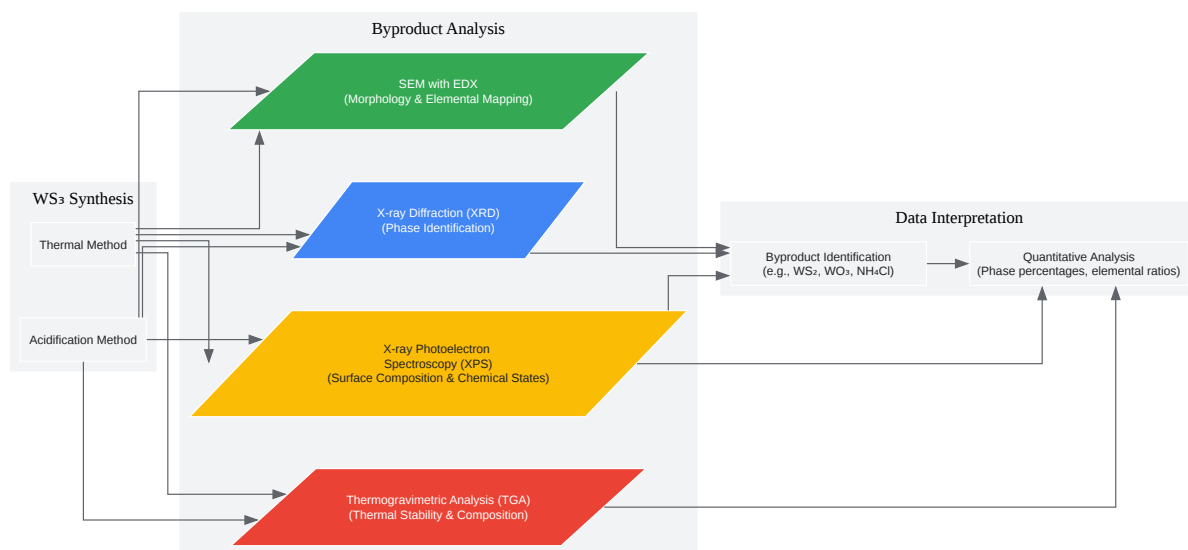 Byproduct Analysis
SEM with EDX
(Morphology & Elemental Mapping)
WS₃ Synthesis
Thermal Method
X-ray Diffraction (XRD)
(Phase Identification)
Data Interpretation
Byproduct Identification
(e.g., WS₂, WO₃, NH₄Cl)
Quantitative Analysis
(Phase percentages, elemental ratios)
Acidification Method
X-ray Photoelectron
Spectroscopy (XPS)
(Surface Composition & Chemical States)
Thermogravimetric Analysis (TGA)
(Thermal Stability & Composition)